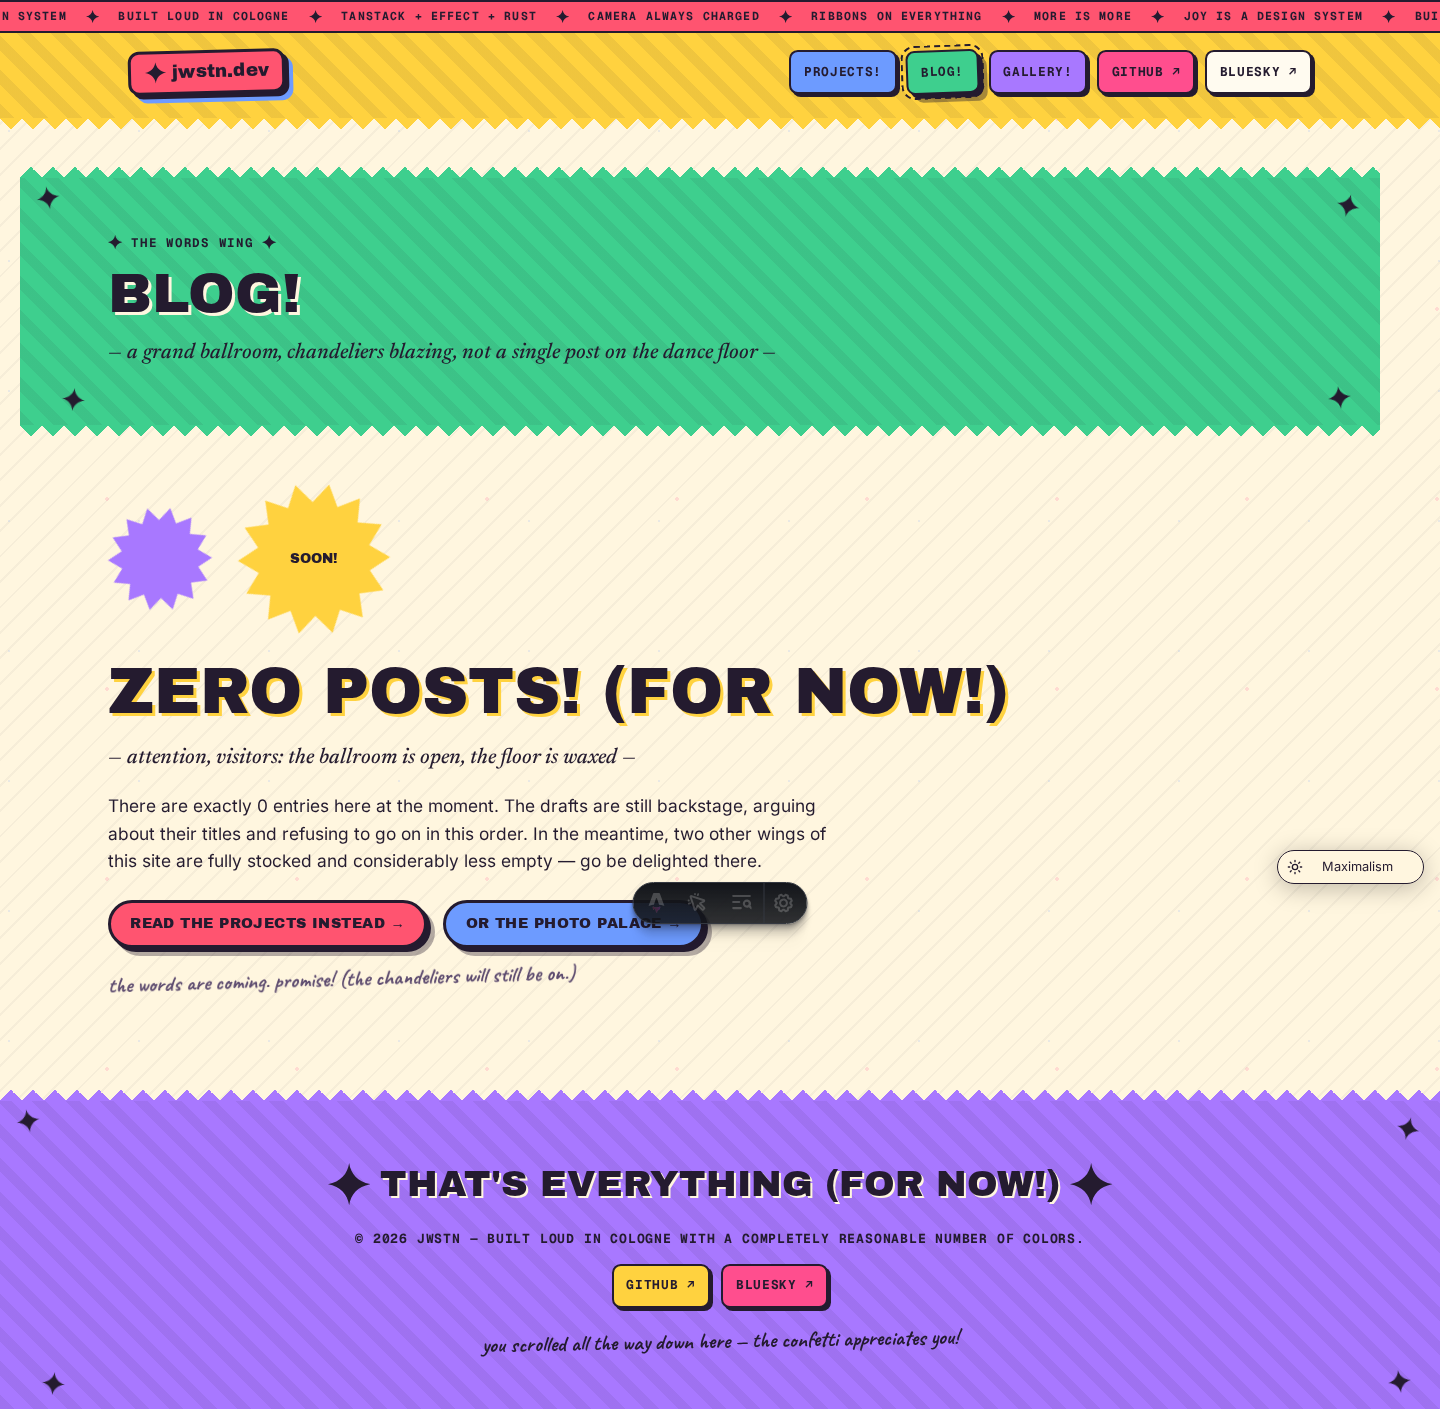 N SYSTEM ✦ BUILT LOUD IN COLOGNE ✦ TANSTACK + EFFECT + RUST ✦ CAMERA ALWAYS CHARGED ✦ RIBBONS ON EVERYTHING ✦ MORE IS MORE ✦ JOY IS A DESIGN SYSTEM ✦ BUI
✦ jwstn.dev
PROJECTS! BLOG! GALLERY! GITHUB ↗ BLUESKY ↗
✦ THE WORDS WING ✦
BLOG!
— a grand ballroom, chandeliers blazing, not a single post on the dance floor —
SOON!
ZERO POSTS! (FOR NOW!)
— attention, visitors: the ballroom is open, the floor is waxed —
There are exactly 0 entries here at the moment. The drafts are still backstage, arguing
about their titles and refusing to go on in this order. In the meantime, two other wings of
this site are fully stocked and considerably less empty — go be delighted there.
Maximalism
READ THE PROJECTS INSTEAD → OR THE PHOTO PALACE →
the words are coming. promise! (the chandeliers will still be on.)
✦ THAT'S EVERYTHING (FOR NOW!) ✦
© 2026 JWSTN — BUILT LOUD IN COLOGNE WITH A COMPLETELY REASONABLE NUMBER OF COLORS.
GITHUB ↗ BLUESKY ↗
you scrolled all the way down here — the confetti appreciates you!